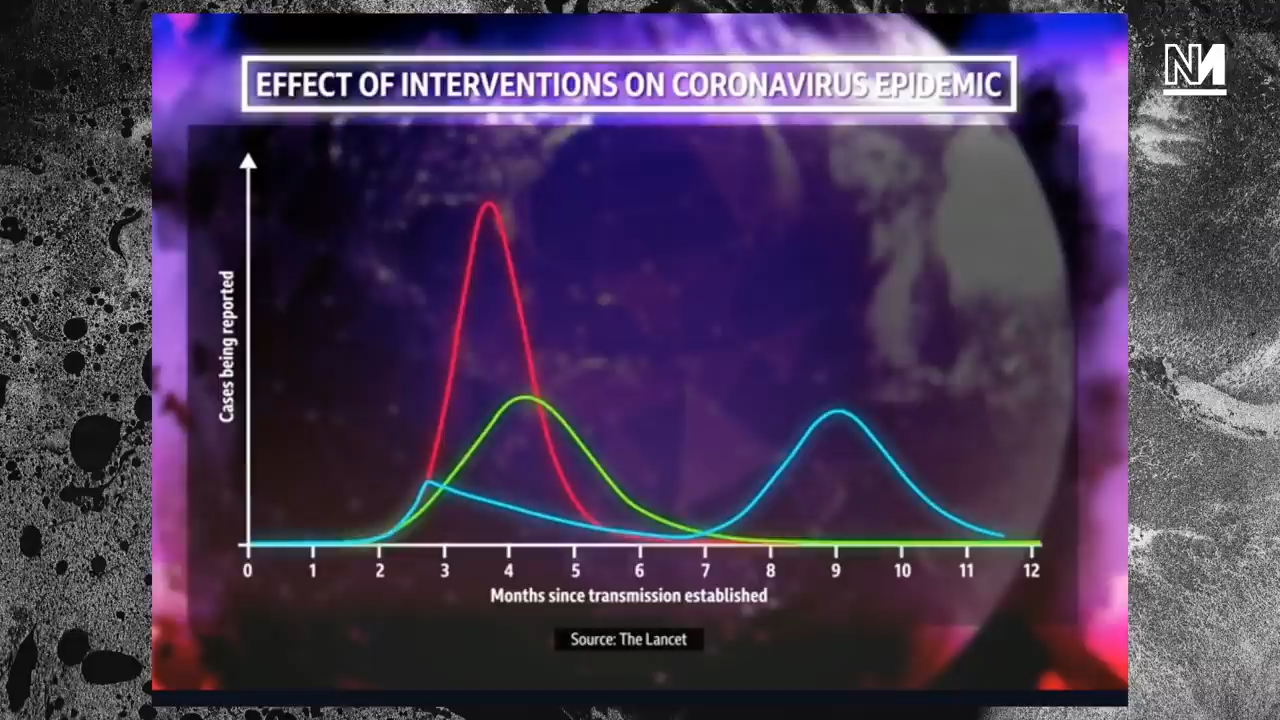 NM
EFFECT OF INTERVENTIONS ON CORONAVIRUS EPIDEMIC
Cases being reported
0 1 2 3 4 5 6 7 8 9 10 11 12
Months since transmission established
Source: The Lancet